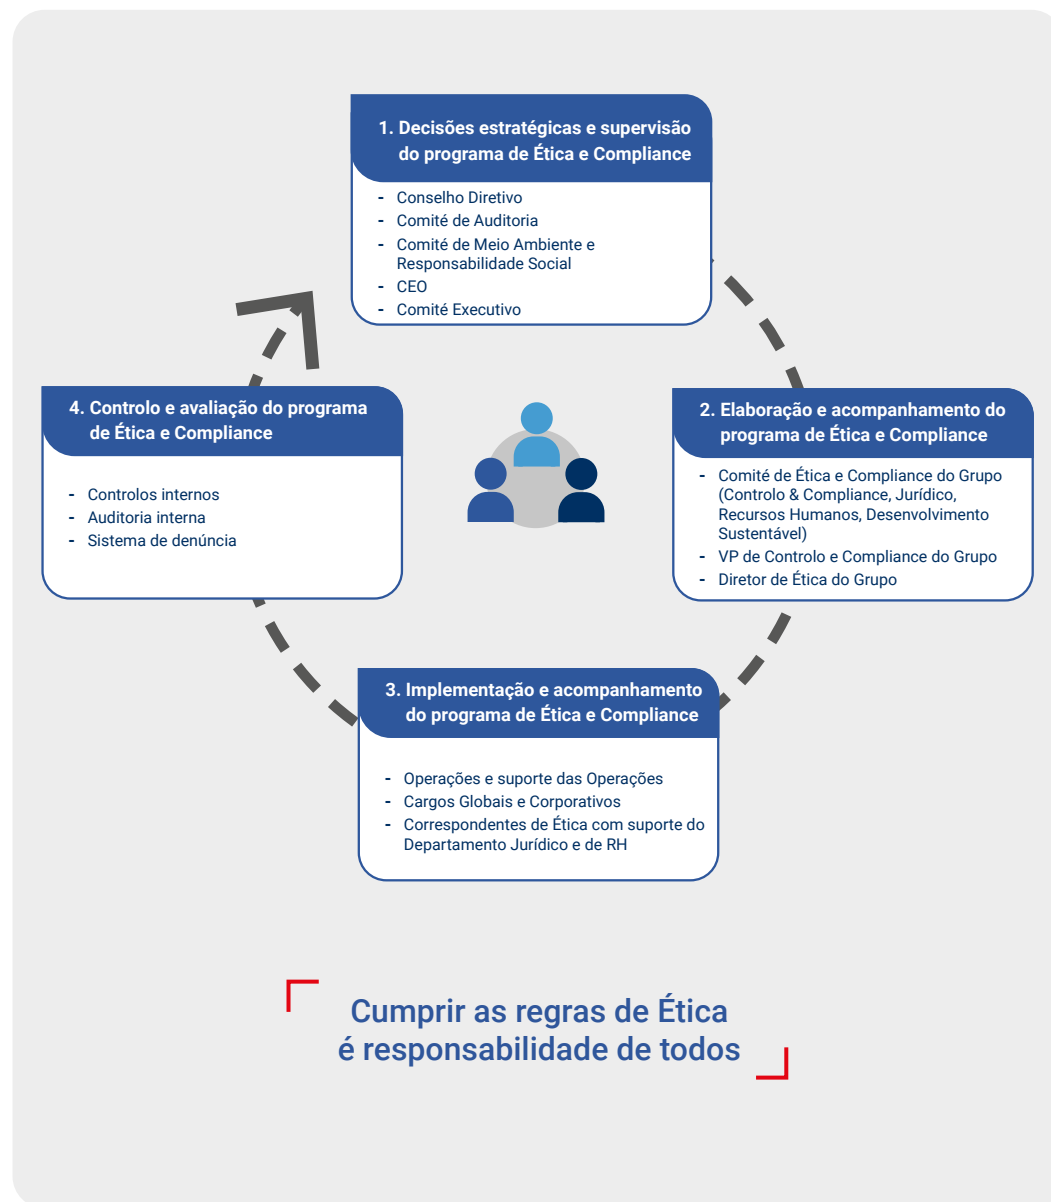 1. Decisões estratégicas e supervisão
do programa de Ética e Compliance
- Conselho Diretivo
- Comité de Auditoria
- Comité de Meio Ambiente e
Responsabilidade Social
- CEO
- Comité Executivo
2. Elaboração e acompanhamento do
programa de Ética e Compliance
- Comité de Ética e Compliance do Grupo
(Controlo & Compliance, Jurídico,
Recursos Humanos, Desenvolvimento
Sustentável)
- VP de Controlo e Compliance do Grupo
- Diretor de Ética do Grupo
3. Implementação e acompanhamento
do programa de Ética e Compliance
- Operações e suporte das Operações
- Cargos Globais e Corporativos
- Correspondentes de Ética com suporte do
Departamento Jurídico e de RH
4. Controlo e avaliação do programa
de Ética e Compliance
- Controlos internos
- Auditoria interna
- Sistema de denúncia
Cumprir as regras de Ética
é responsabilidade de todos